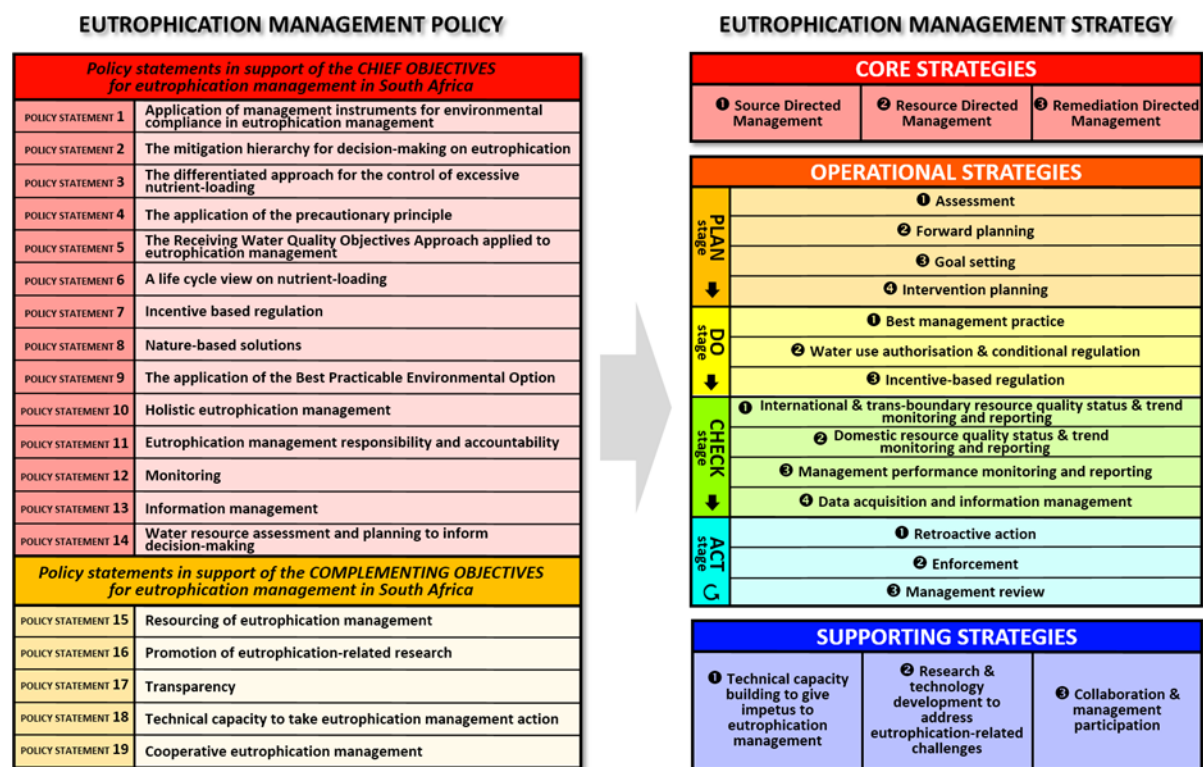 EUTROPHICATION MANAGEMENT POLICY
Policy statements in support of the CHIEF OBJECTIVES
for eutrophication management in South Africa
POLICY STATEMENT 1
Application of management instruments for environmental
compliance in eutrophication management
POLICY STATEMENT 2
The mitigation hierarchy for decision-making on eutrophication
POLICY STATEMENT 3
The differentiated approach for the control of excessive
nutrient-loading
POLICY STATEMENT 4
The application of the precautionary principle
POLICY STATEMENT 5
The Receiving Water Quality Objectives Approach applied to
eutrophication management
POLICY STATEMENT 6
A life cycle view on nutrient-loading
POLICY STATEMENT 7
Incentive based regulation
POLICY STATEMENT 8
Nature-based solutions
POLICY STATEMENT 9
The application of the Best Practicable Environmental Option
POLICY STATEMENT 10
Holistic eutrophication management
POLICY STATEMENT 11
Eutrophication management responsibility and accountability
POLICY STATEMENT 12
Monitoring
POLICY STATEMENT 13
Information management
POLICY STATEMENT 14
Water resource assessment and planning to inform
decision-making
Policy statements in support of the COMPLEMENTING OBJECTIVES
for eutrophication management in South Africa
POLICY STATEMENT 15
Resourcing of eutrophication management
POLICY STATEMENT 16
Promotion of eutrophication-related research
POLICY STATEMENT 17
Transparency
POLICY STATEMENT 18
Technical capacity to take eutrophication management action
POLICY STATEMENT 19
Cooperative eutrophication management
EUTROPHICATION MANAGEMENT STRATEGY
CORE STRATEGIES
❶ Source Directed
Management
❷ Resource Directed
Management
❸ Remediation Directed
Management
OPERATIONAL STRATEGIES
PLAN
stage
❶ Assessment
❷ Forward planning
❸ Goal setting
❹ Intervention planning
DO
stage
❶ Best management practice
❷ Water use authorisation & conditional regulation
❸ Incentive-based regulation
CHECK
stage
❶ International & trans-boundary resource quality status & trend
monitoring and reporting
❷ Domestic resource quality status & trend
monitoring and reporting
❸ Management performance monitoring and reporting
❹ Data acquisition and information management
ACT
stage
❶ Retroactive action
❷ Enforcement
❸ Management review
SUPPORTING STRATEGIES
❶ Technical capacity
building to give
impetus to
eutrophication
management
❷ Research &
technology
development to
address
eutrophication-related
challenges
❸ Collaboration &
management
participation